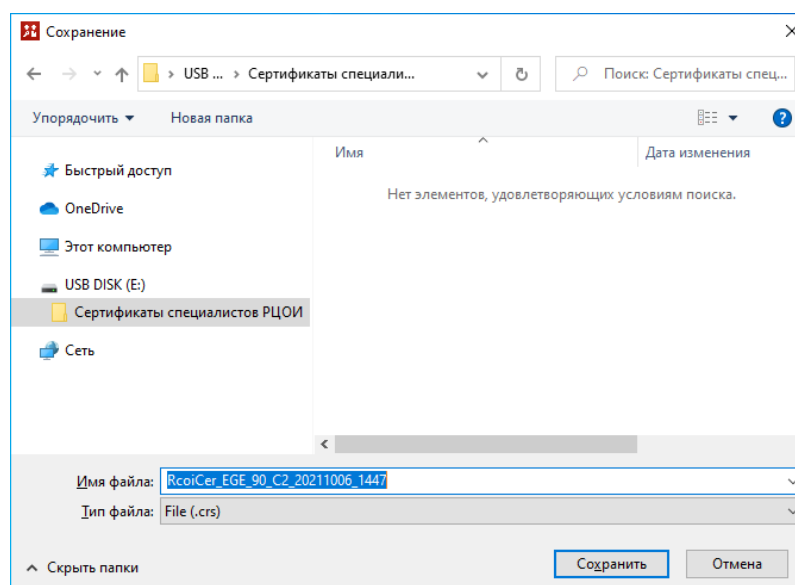 Сохранение
USB ... › Сертификаты специали...
Поиск: Сертификаты спец...
Упорядочить
Новая папка
?
Имя
Дата изменения
Быстрый доступ
Нет элементов, удовлетворяющих условиям поиска.
OneDrive
Этот компьютер
USB DISK (E:)
Сертификаты специалистов РЦОИ
Сеть
Имя файла: RcoiCer_EGE_90_C2_20211006_1447
Тип файла: File (.crs)
Скрыть папки
Сохранить
Отмена